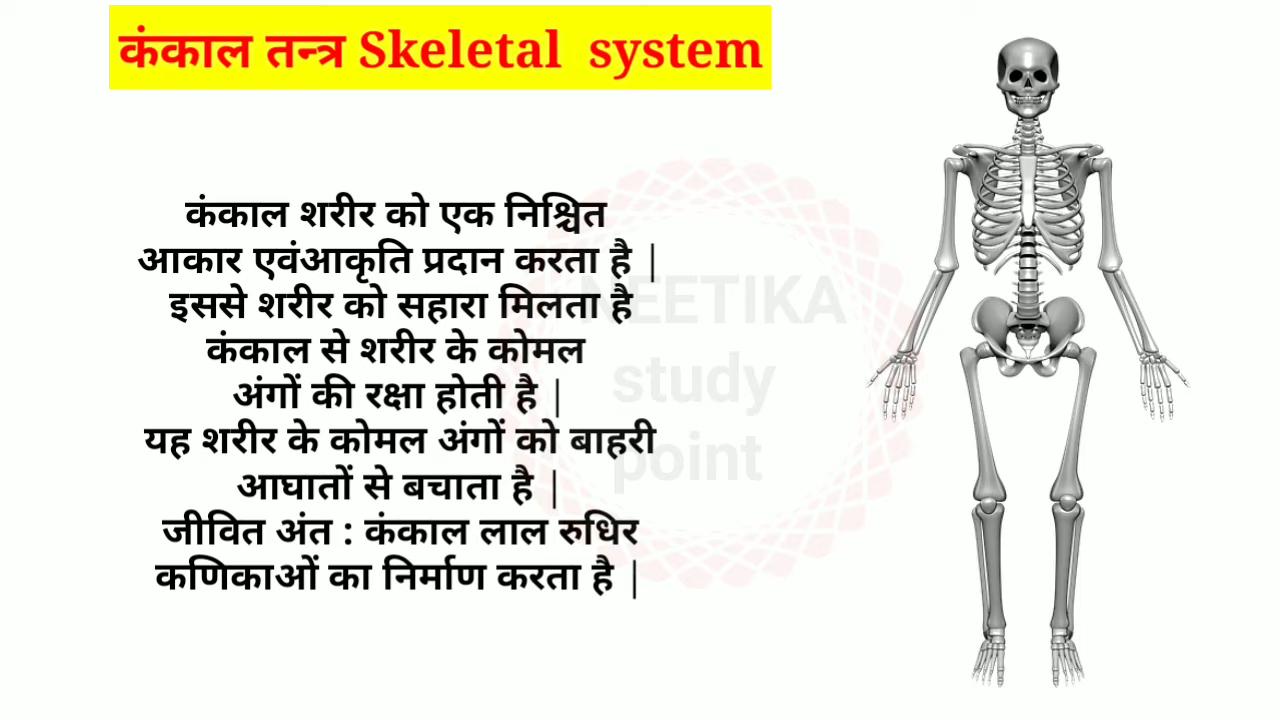 कंकाल तन्त्र Skeletal system
कंकाल शरीर को एक निश्चित
आकार एवंआकृति प्रदान करता है |
इससे शरीर को सहारा मिलता है
कंकाल से शरीर के कोमल
अंगों की रक्षा होती है |
यह शरीर के कोमल अंगों को बाहरी
आघातों से बचाता है |
जीवित अंत : कंकाल लाल रुधिर
कणिकाओं का निर्माण करता है |
NEETIKA
study
point